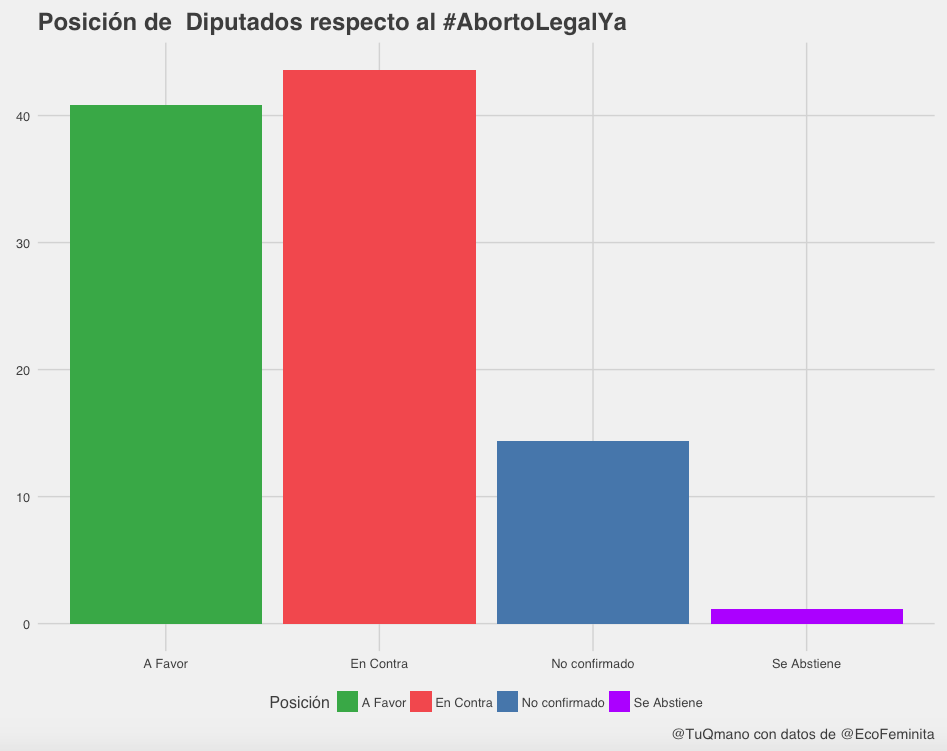 Posición de  Diputados respecto al #AbortoLegalYa
40
30
20
10
0
A Favor En Contra No confirmado Se Abstiene
Posición A Favor En Contra No confirmado Se Abstiene
@TuQmano con datos de @EcoFeminita